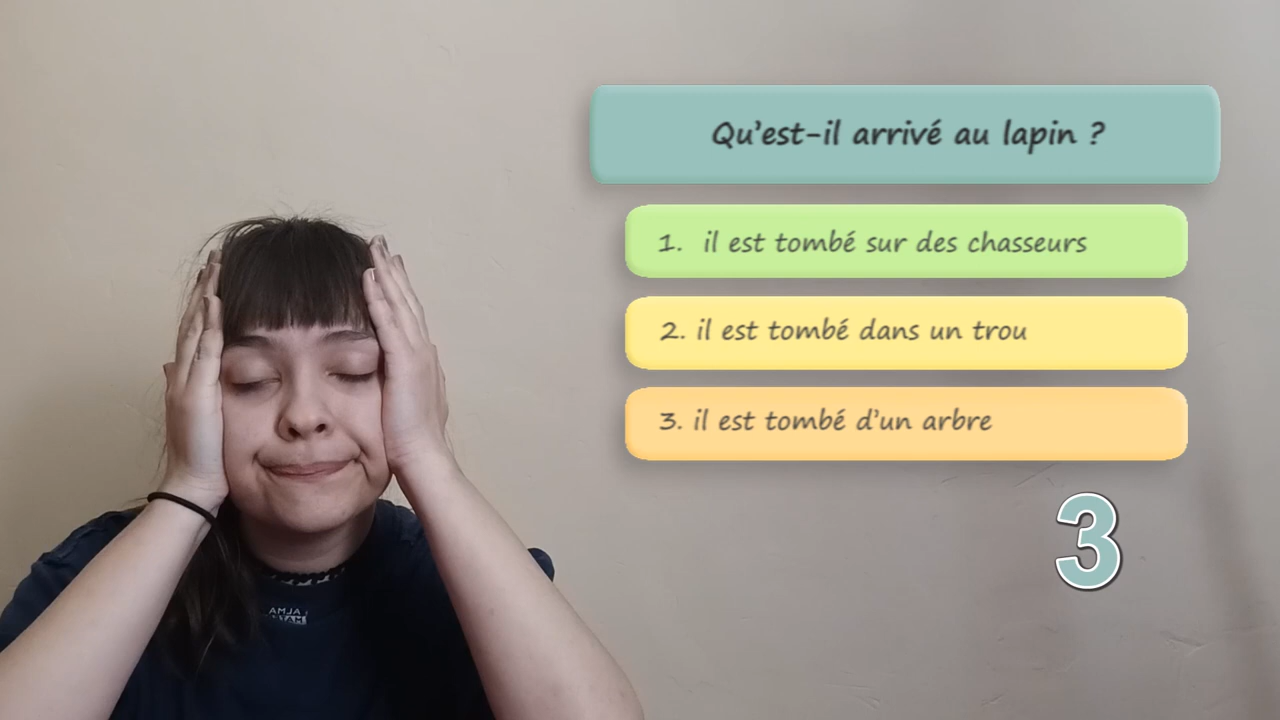 Qu'est-il arrivé au lapin ?
1. il est tombé sur des chasseurs
2. il est tombé dans un trou
3. il est tombé d'un arbre
3
ALMA